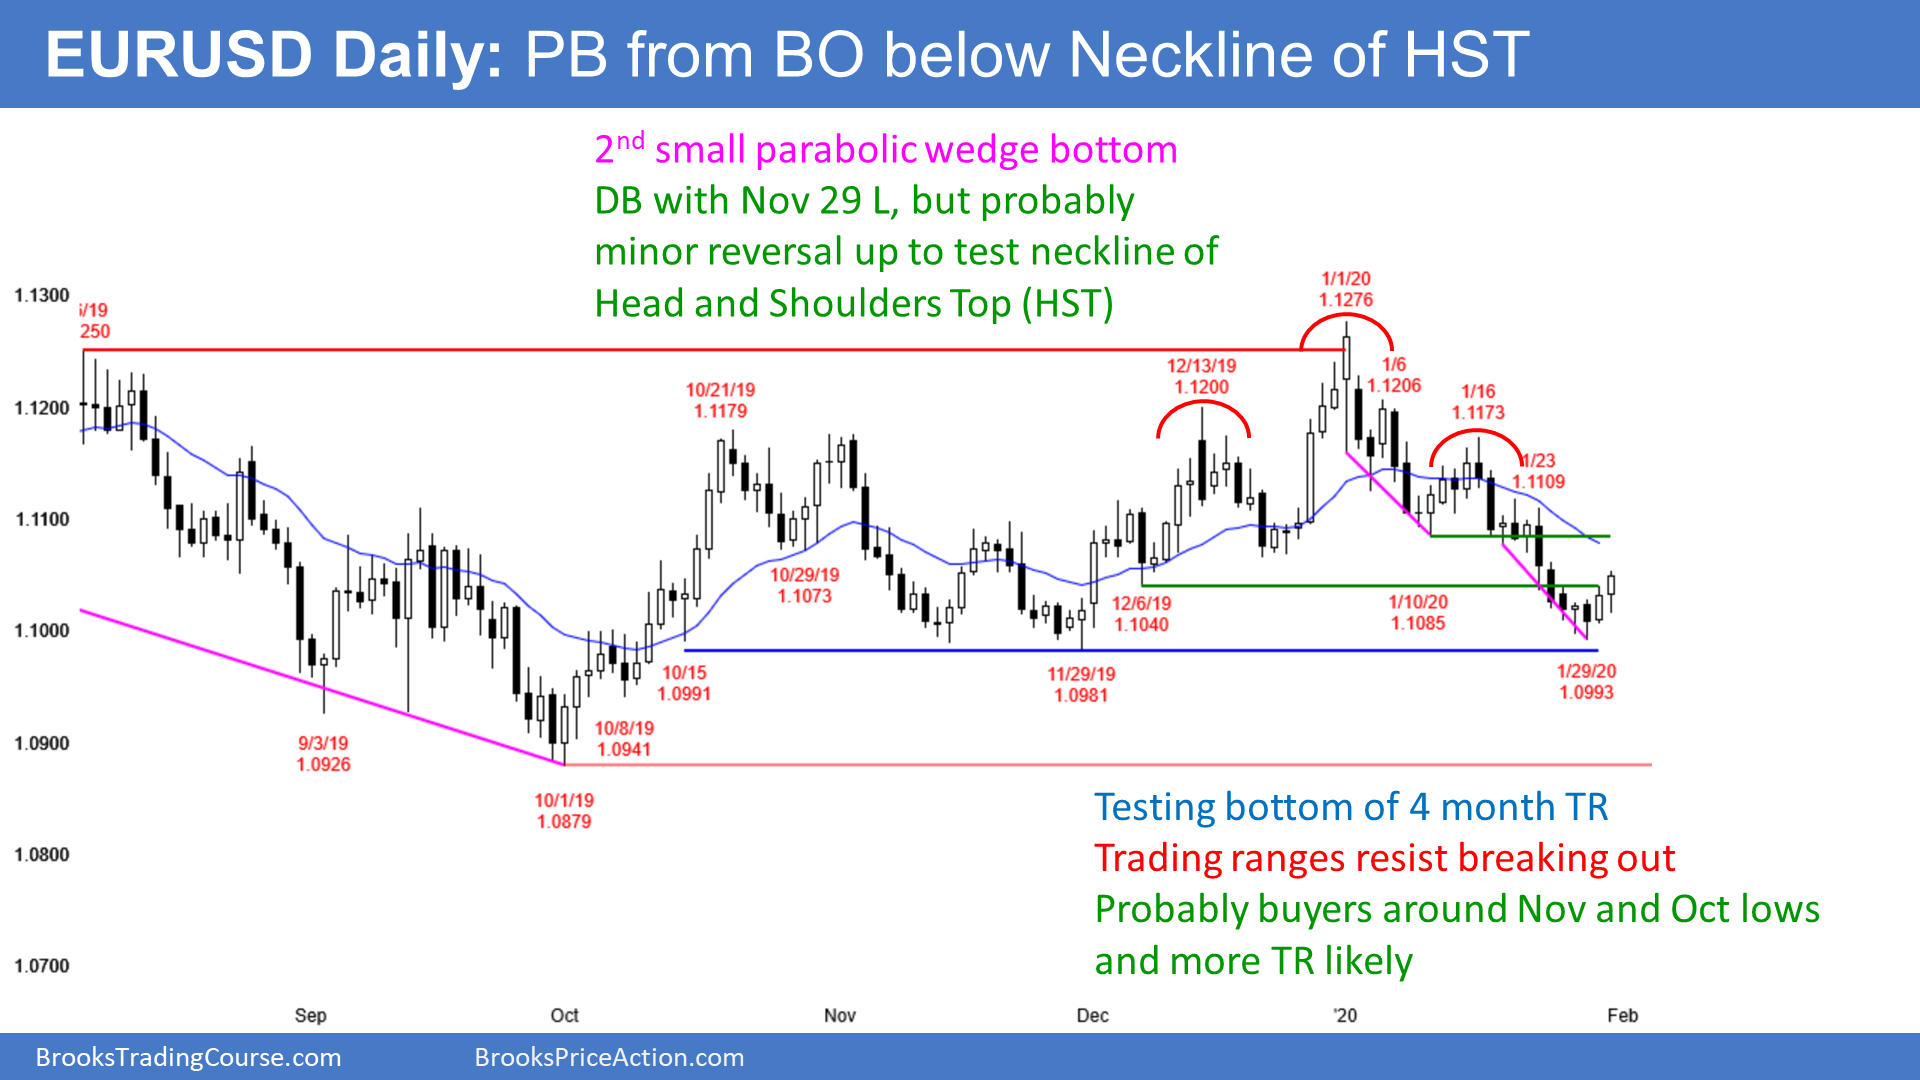 EURUSD Daily: PB from BO below Neckline of HST
2nd small parabolic wedge bottom
DB with Nov 29 L, but probably
minor reversal up to test neckline of
Head and Shoulders Top (HST)
1.1300
1.1200
1.1100
1.1000
1.0900
1.0800
1.0700
/19
250
9/3/19
1.0926
10/1/19
1.0879
10/8/19
1.0941
10/15
1.0991
10/21/19
1.1179
10/29/19
1.1073
11/29/19
1.0981
12/6/19
1.1040
12/13/19
1.1200
1/1/20
1.1276
1/6
1.1206
1/16
1.1173
1/23
1.1109
1/10/20
1.1085
1/29/20
1.0993
Testing bottom of 4 month TR
Trading ranges resist breaking out
Probably buyers around Nov and Oct lows
and more TR likely
Sep
Oct
Nov
Dec
'20
Feb
BrooksTradingCourse.com
BrooksPriceAction.com